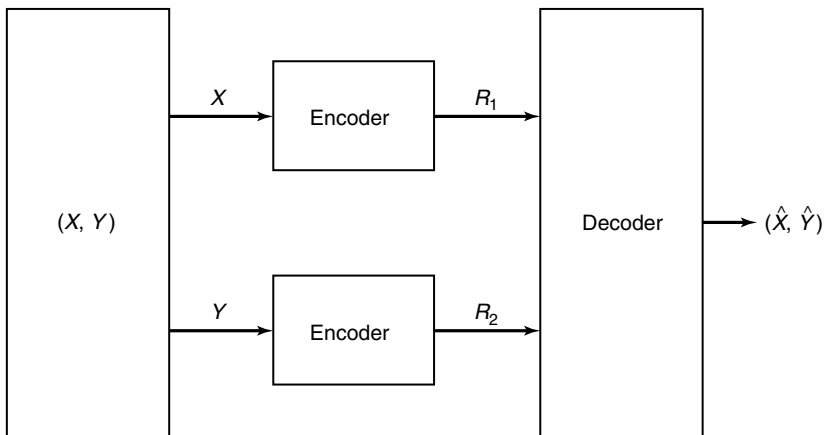 X
Encoder
R₁
(X, Y)
Decoder
(X̂, Ŷ)
Y
Encoder
R₂